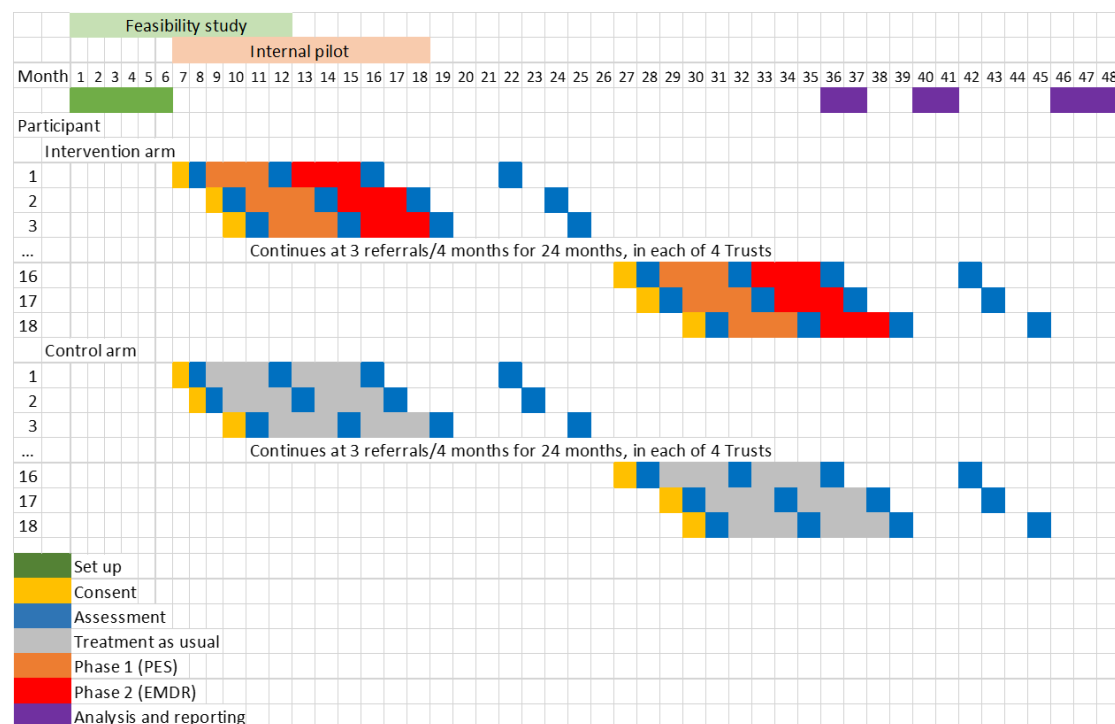 Feasibility study
Internal pilot
Month 1 2 3 4 5 6 7 8 9 10 11 12 13 14 15 16 17 18 19 20 21 22 23 24 25 26 27 28 29 30 31 32 33 34 35 36 37 38 39 40 41 42 43 44 45 46 47 48
Participant
Intervention arm
1
2
3
... Continues at 3 referrals/4 months for 24 months, in each of 4 Trusts
16
17
18
Control arm
1
2
3
... Continues at 3 referrals/4 months for 24 months, in each of 4 Trusts
16
17
18
Set up
Consent
Assessment
Treatment as usual
Phase 1 (PES)
Phase 2 (EMDR)
Analysis and reporting